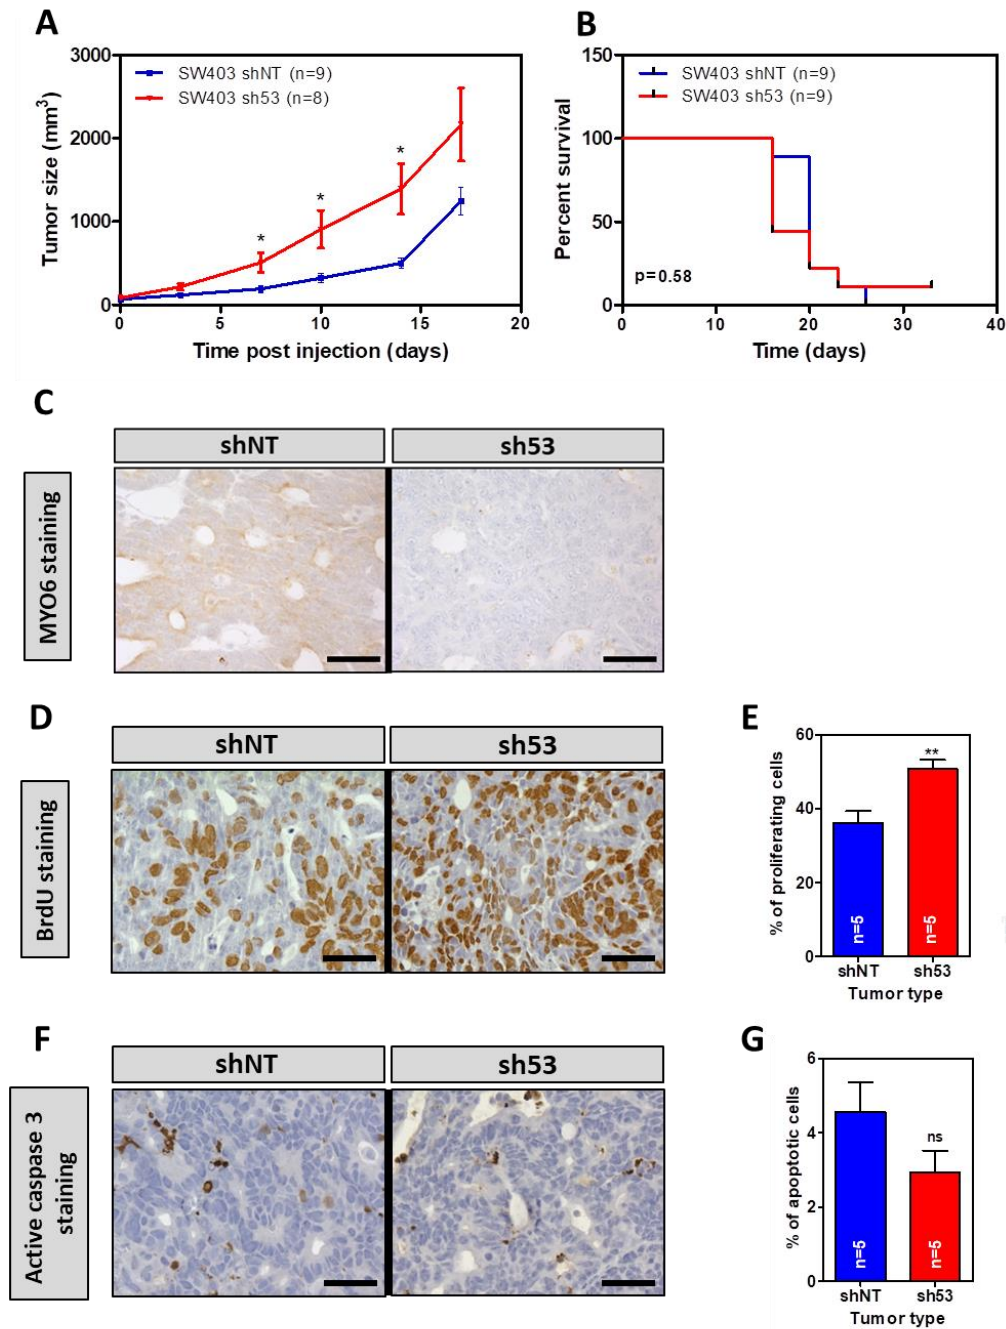 A
B
3000
2000
1000
0
Tumor size (mm³)
SW403 shNT (n=9)
SW403 sh53 (n=8)
*
*
*
0
5
10
15
20
Time post injection (days)
150
100
50
0
Percent survival
SW403 shNT (n=9)
SW403 sh53 (n=9)
p=0.58
0
10
20
30
40
Time (days)
C
shNT
sh53
MYO6 staining
D
shNT
sh53
BrdU staining
E
60
40
20
0
% of proliferating cells
**
n=5
n=5
shNT
sh53
Tumor type
F
shNT
sh53
Active caspase 3
staining
G
6
4
2
0
% of apoptotic cells
ns
n=5
n=5
shNT
sh53
Tumor type